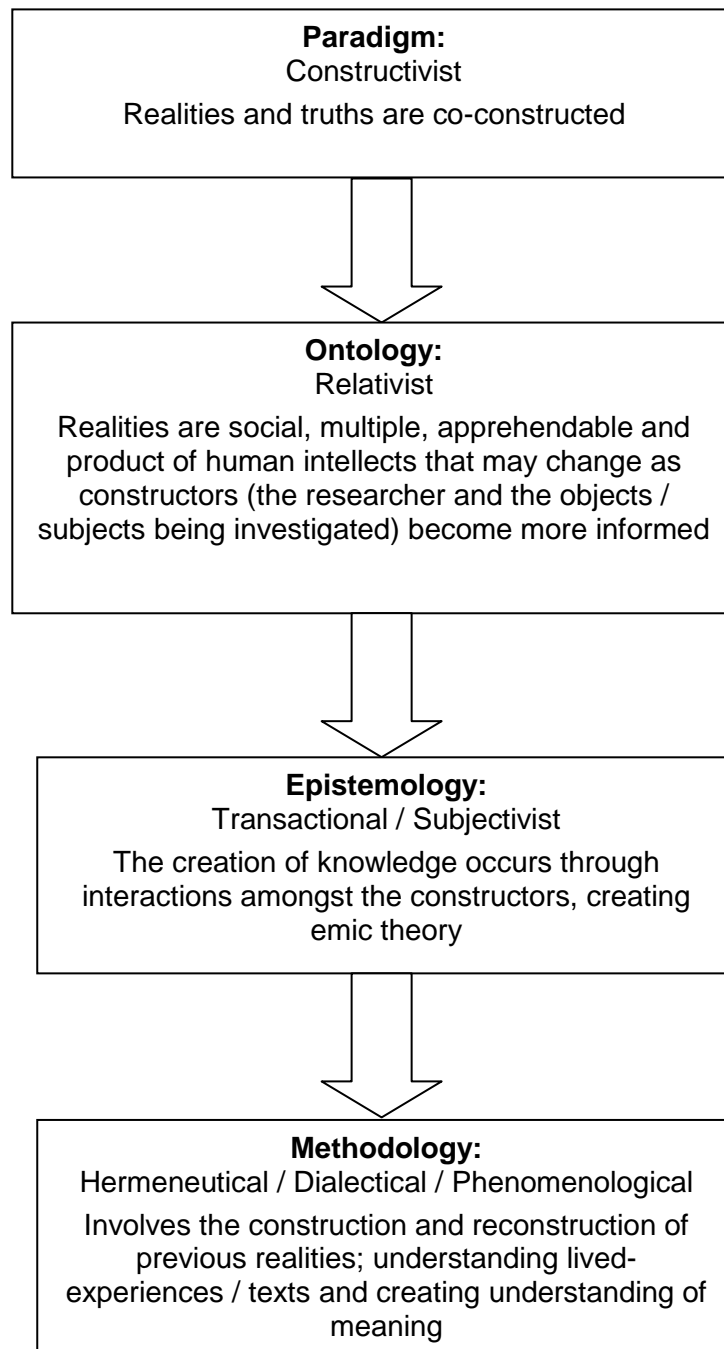 Paradigm:
Constructivist
Realities and truths are co-constructed
Ontology:
Relativist
Realities are social, multiple, apprehendable and
product of human intellects that may change as
constructors (the researcher and the objects /
subjects being investigated) become more informed
Epistemology:
Transactional / Subjectivist
The creation of knowledge occurs through
interactions amongst the constructors, creating
emic theory
Methodology:
Hermeneutical / Dialectical / Phenomenological
Involves the construction and reconstruction of
previous realities; understanding lived-
experiences / texts and creating understanding of
meaning